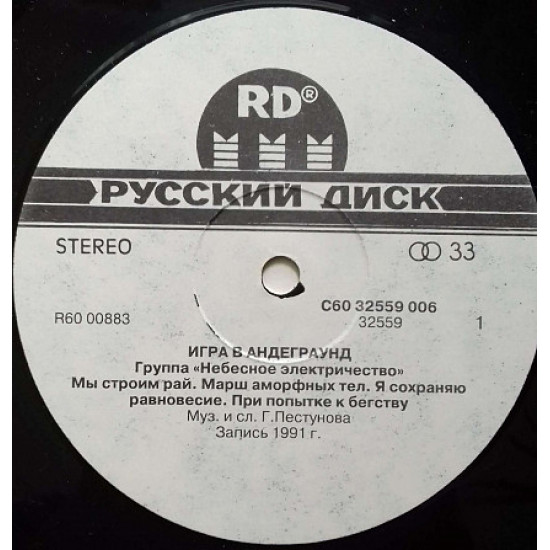 RD®
РУССКИЙ ДИСК
STEREO
33
R60 00883
С60 32559 006
32559
1
ИГРА В АНДЕГРАУНД
Группа «Небесное электричество»
Мы строим рай. Марш аморфных тел. Я сохраняю
равновесие. При попытке к бегству
Муз. и сл. Г. Пестунова
Запись 1991 г.